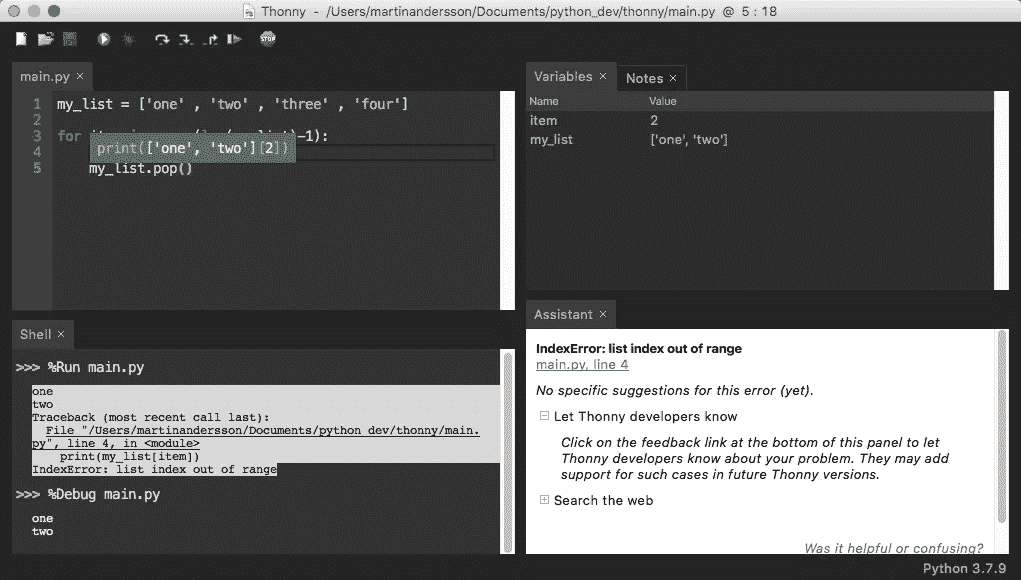 Thonny - /Users/martinandersson/Documents/python_dev/thonny/main.py @ 5 : 18
STOP
main.py ×
1 my_list = ['one' , 'two' , 'three' , 'four']
2
3 for -1):
4 print(['one', 'two'][2])
5 my_list.pop()
Variables × Notes ×
Name Value
item 2
my_list ['one', 'two']
Shell ×
>>> %Run main.py
one
two
Traceback (most recent call last):
File "/Users/martinandersson/Documents/python_dev/thonny/main.
py", line 4, in <module>
print(my_list[item])
IndexError: list index out of range
>>> %Debug main.py
one
two
Assistant ×
IndexError: list index out of range
main.py, line 4
No specific suggestions for this error (yet).
Let Thonny developers know
Click on the feedback link at the bottom of this panel to let
Thonny developers know about your problem. They may add
support for such cases in future Thonny versions.
Search the web
Was it helpful or confusing?
Python 3.7.9